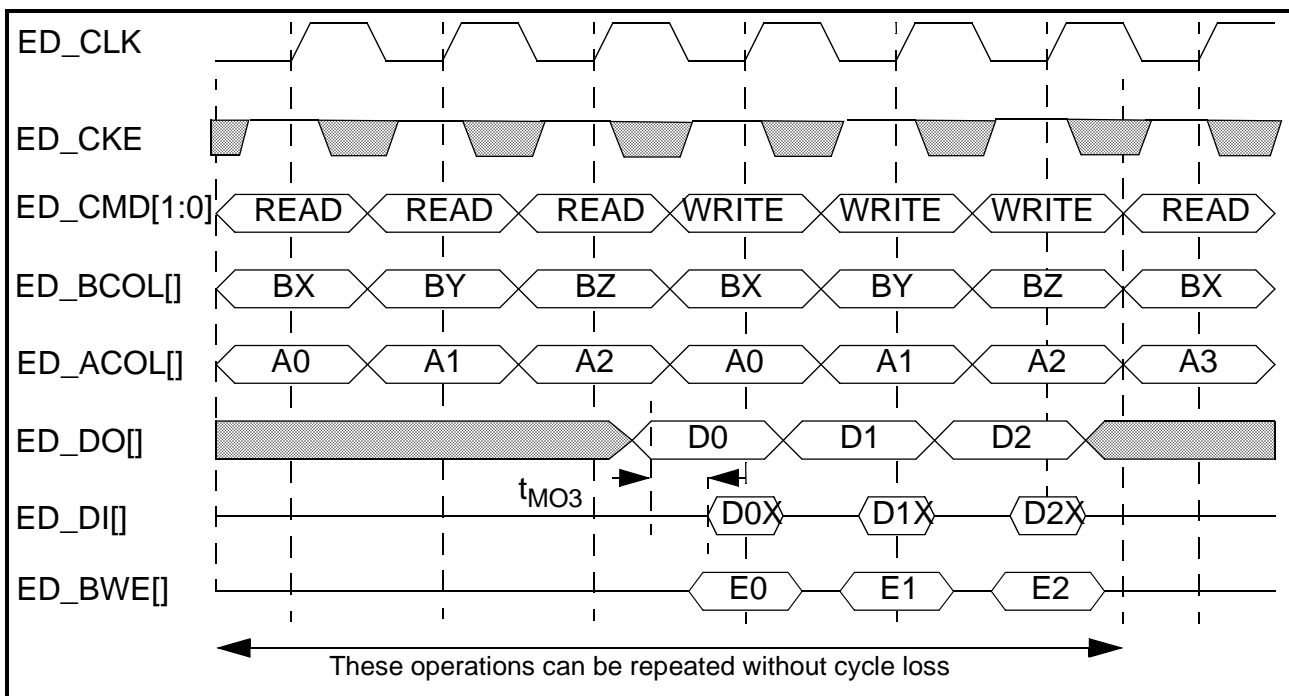 ED_CLK
ED_CKE
ED_CMD[1:0] READ READ READ WRITE WRITE WRITE READ
ED_BCOL[] BX BY BZ BX BY BZ BX
ED_ACOL[] A0 A1 A2 A0 A1 A2 A3
ED_DO[] D0 D1 D2
tMO3
ED_DI[] D0X D1X D2X
ED_BWE[] E0 E1 E2
These operations can be repeated without cycle loss